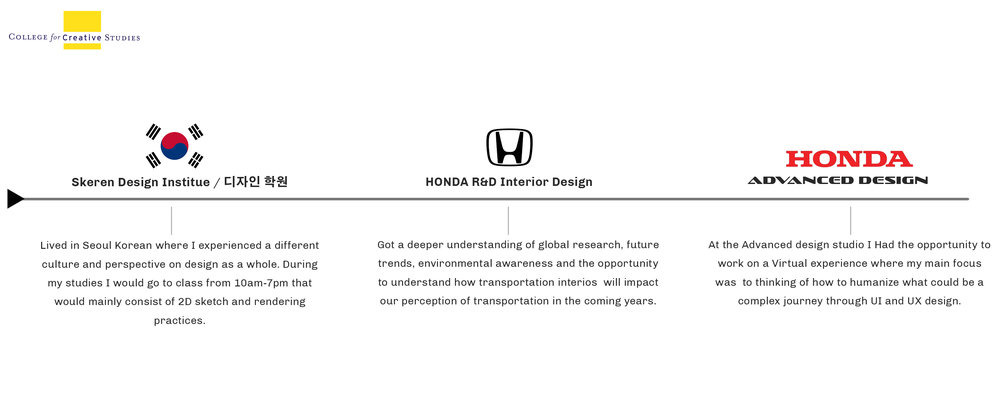 COLLEGE for Creative STUDIES
Skeren Design Institue / 디자인 학원
Lived in Seoul Korean where I experienced a different
culture and perspective on design as a whole. During
my studies I would go to class from 10am-7pm that
would mainly consist of 2D sketch and rendering
practices.
HONDA R&D Interior Design
Got a deeper understanding of global research, future
trends, environmental awareness and the opportunity
to understand how transportation interios will impact
our perception of transportation in the coming years.
HONDA
ADVANCED DESIGN
At the Advanced design studio I Had the opportunity to
work on a Virtual experience where my main focus
was to thinking of how to humanize what could be a
complex journey through UI and UX design.